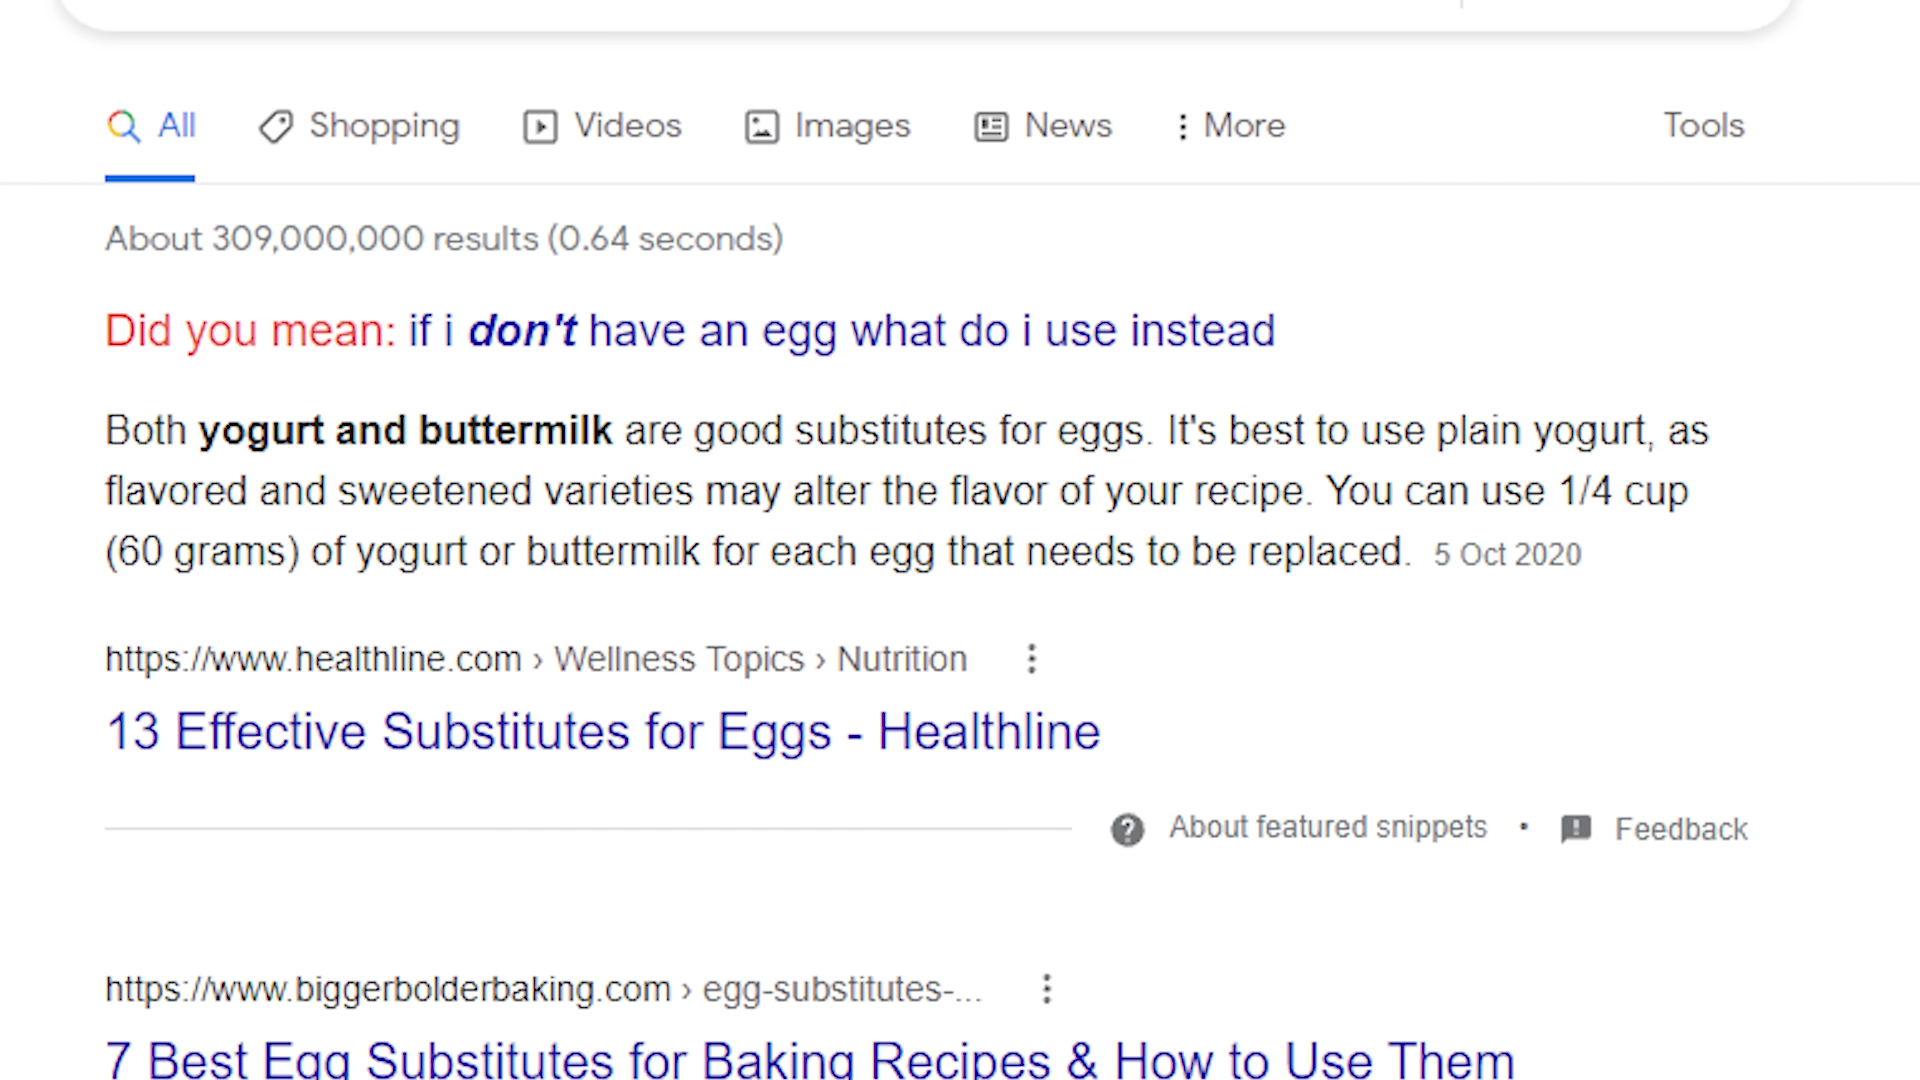 All Shopping Videos Images News More Tools
About 309,000,000 results (0.64 seconds)
Did you mean: if i don't have an egg what do i use instead
Both yogurt and buttermilk are good substitutes for eggs. It's best to use plain yogurt, as
flavored and sweetened varieties may alter the flavor of your recipe. You can use 1/4 cup
(60 grams) of yogurt or buttermilk for each egg that needs to be replaced. 5 Oct 2020
https://www.healthline.com › Wellness Topics › Nutrition
13 Effective Substitutes for Eggs - Healthline
About featured snippets • Feedback
https://www.biggerbolderbaking.com › egg-substitutes-...
7 Best Egg Substitutes for Baking Recipes & How to Use Them